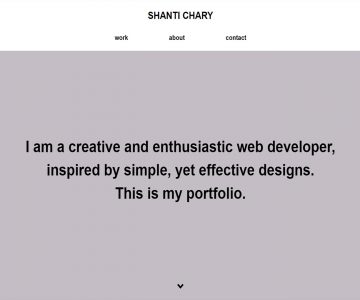 SHANTI CHARY
work about contact
I am a creative and enthusiastic web developer,
inspired by simple, yet effective designs.
This is my portfolio.